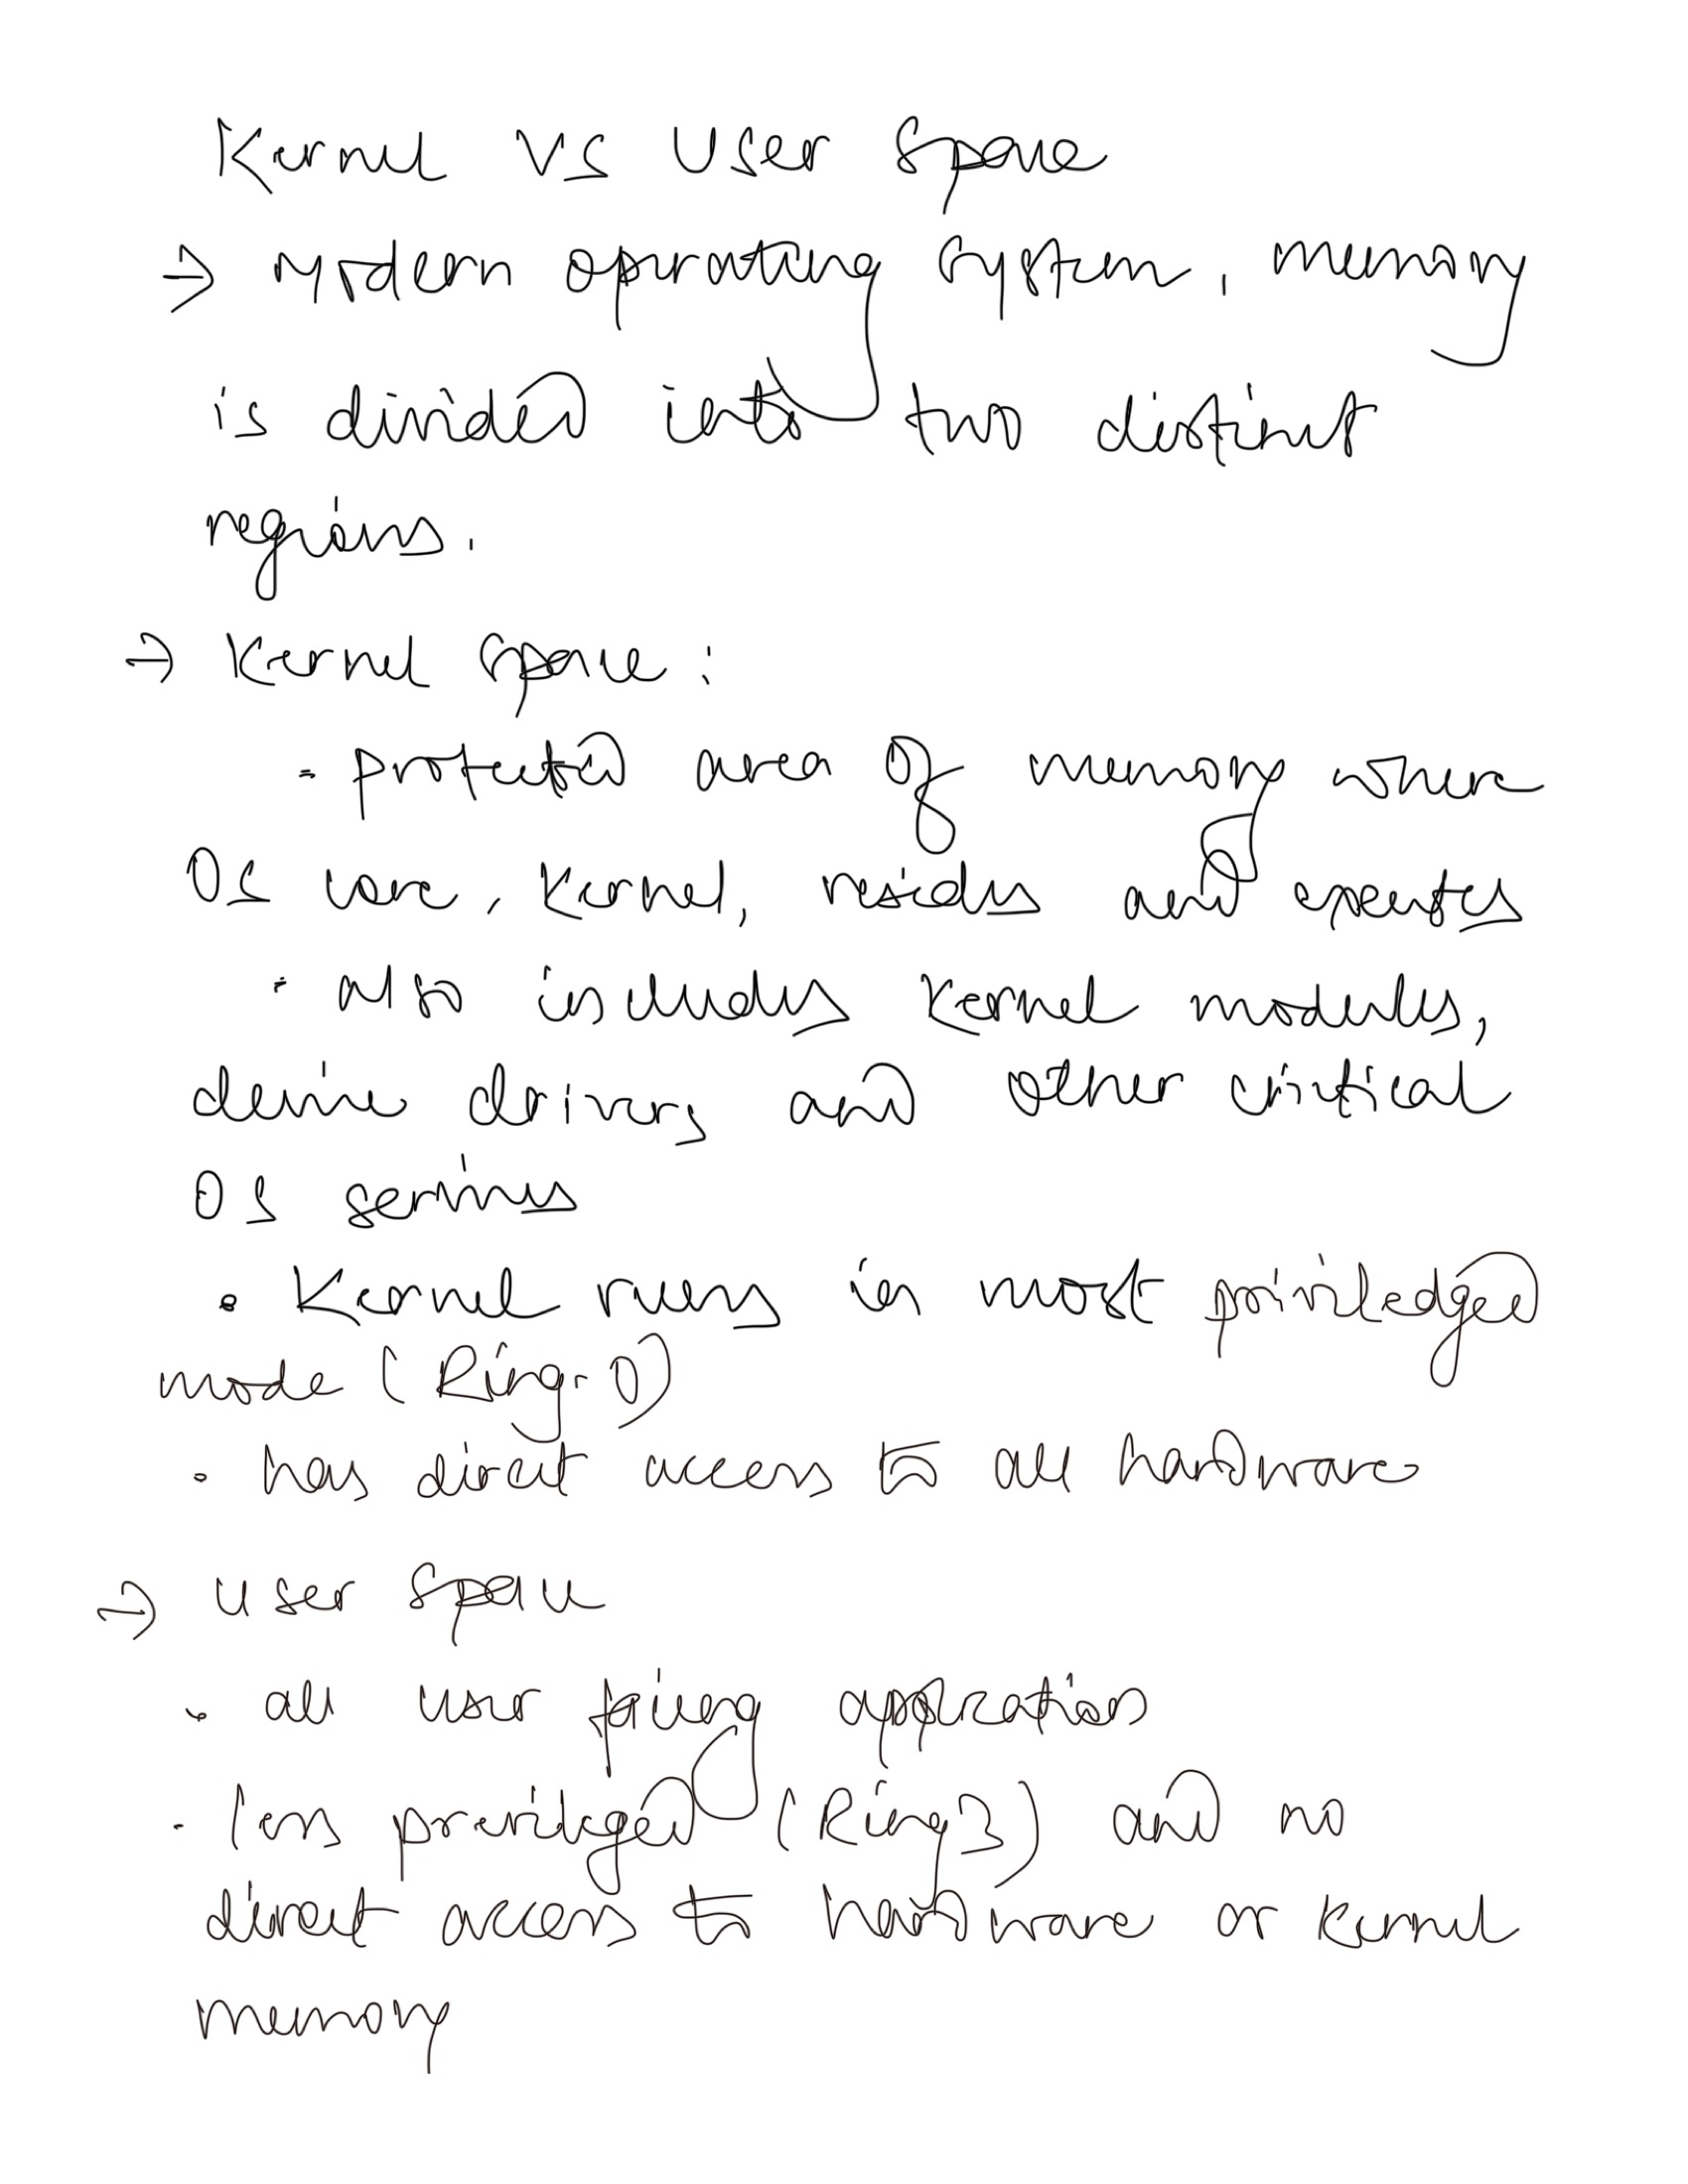 Kernel vs User Space
→ Modern operating system, memory
is divided into two distinct
regions.
→ Kernel Space :
- protected area of memory where
OS core, Kernel, resides and executes
- Also includes Kernel modules,
device drivers and other critical
OS services
• Kernel runs in most priviledged
mode (Ring-0)
• has direct access to all hardware
→ User space
• all user facing application
• less privileged (Ring 3) and no
direct access to hardware or Kernel
memory